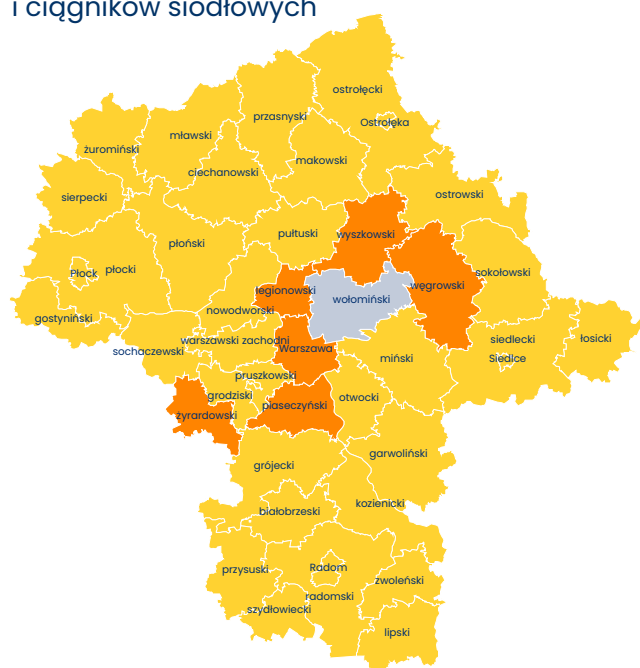 i ciągników siodłowych
ostrołęcki
przasnyski
Ostrołęka
mławski
żuromiński
makowski
ciechanowski
sierpecki
ostrowski
pułtuski
wyszkowski
płoński
Płock
płocki
sokołowski
węgrowski
legionowski
wołomiński
nowodworski
gostyniński
siedlecki
łosicki
warszawski zachodni
sochaczewski
Warszawa
miński
Siedlce
pruszkowski
grodziski
otwocki
piaseczyński
żyrardowski
garwoliński
grójecki
kozienicki
białobrzeski
Radom
przysuski
zwoleński
radomski
szydłowiecki
lipski